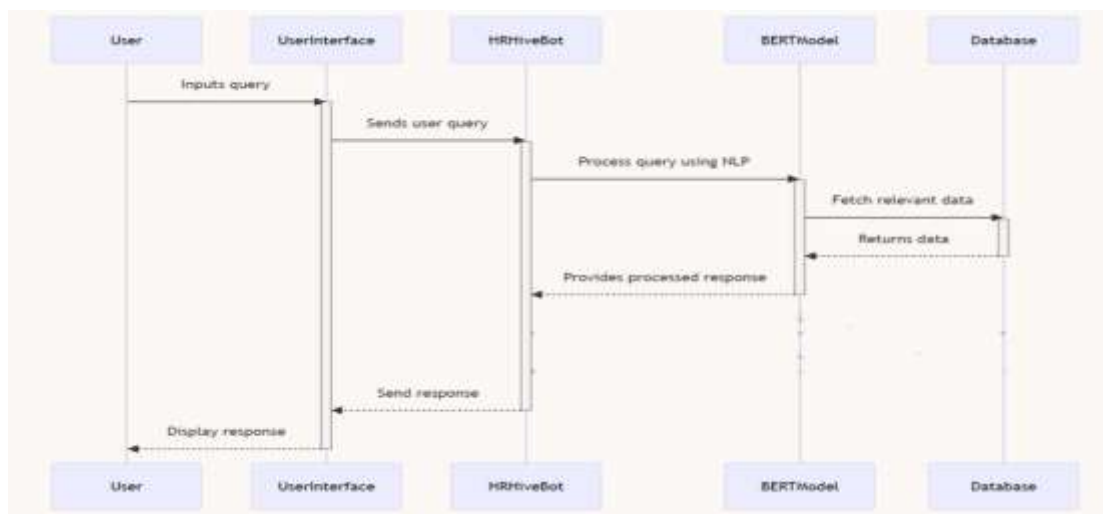 User
UserInterface
HRHiveBot
BERTModel
Database
Inputs query
Sends user query
Process query using NLP
Fetch relevant data
Returns data
Provides processed response
Send response
Display response
User
UserInterface
HRHiveBot
BERTModel
Database